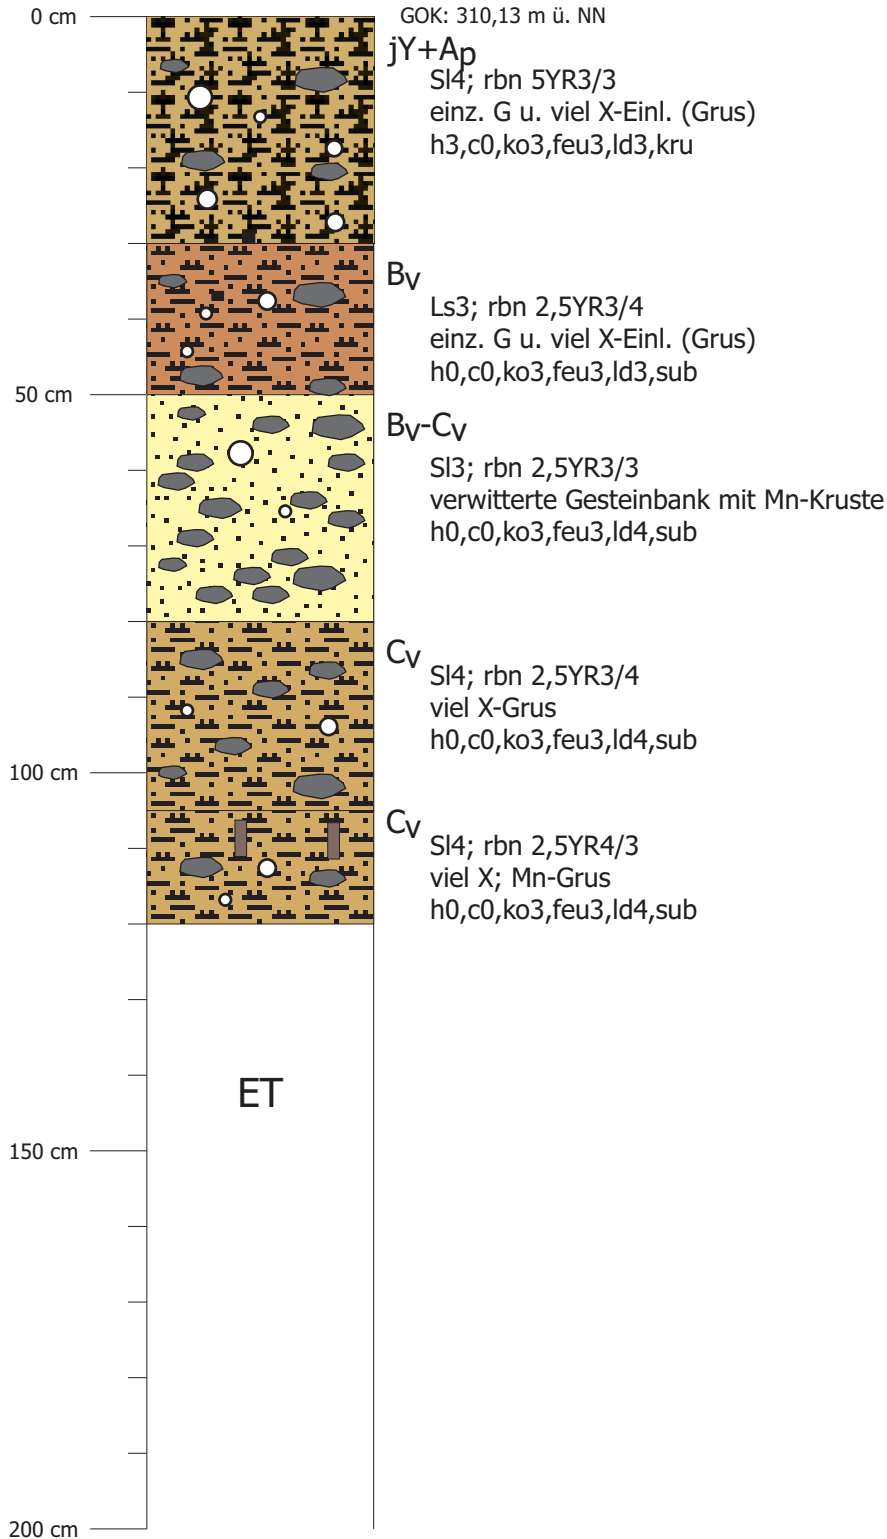 0 cm
GOK: 310,13 m ü. NN
jY+Ap
Sl4; rbn 5YR3/3
einz. G u. viel X-Einl. (Grus)
h3,c0,ko3,feu3,ld3,kru
Bv
Ls3; rbn 2,5YR3/4
einz. G u. viel X-Einl. (Grus)
h0,c0,ko3,feu3,ld3,sub
50 cm
Bv-Cv
Sl3; rbn 2,5YR3/3
verwitterte Gesteinbank mit Mn-Kruste
h0,c0,ko3,feu3,ld4,sub
Cv
Sl4; rbn 2,5YR3/4
viel X-Grus
h0,c0,ko3,feu3,ld4,sub
100 cm
Cv
Sl4; rbn 2,5YR4/3
viel X; Mn-Grus
h0,c0,ko3,feu3,ld4,sub
ET
150 cm
200 cm